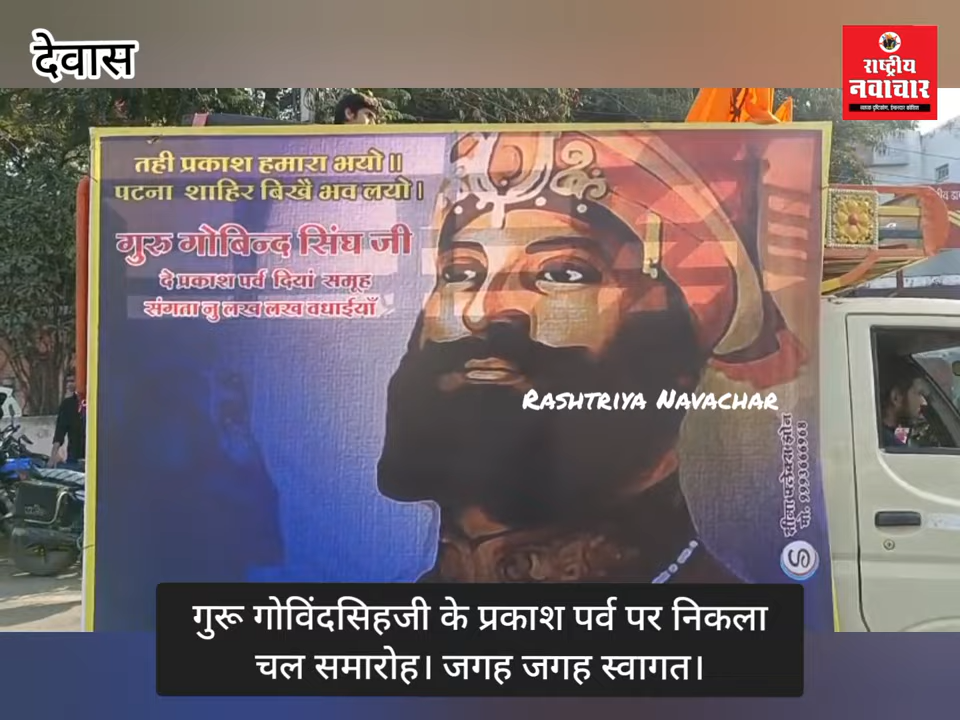 देवास
राष्ट्रीय
नवाचार
तही प्रकाश हमारा भयो॥
पटना शाहिर बिखै भव लयो।
गुरू गोबिन्द सिंघ जी
दे प्रकाश पर्व दियां समूह
संगता नु लख लख वधाईयाँ
RASHTRIYA NAVACHAR
मो. 9993666968
गुरू गोविंदसिहजी के प्रकाश पर्व पर निकला
चल समारोह। जगह जगह स्वागत।